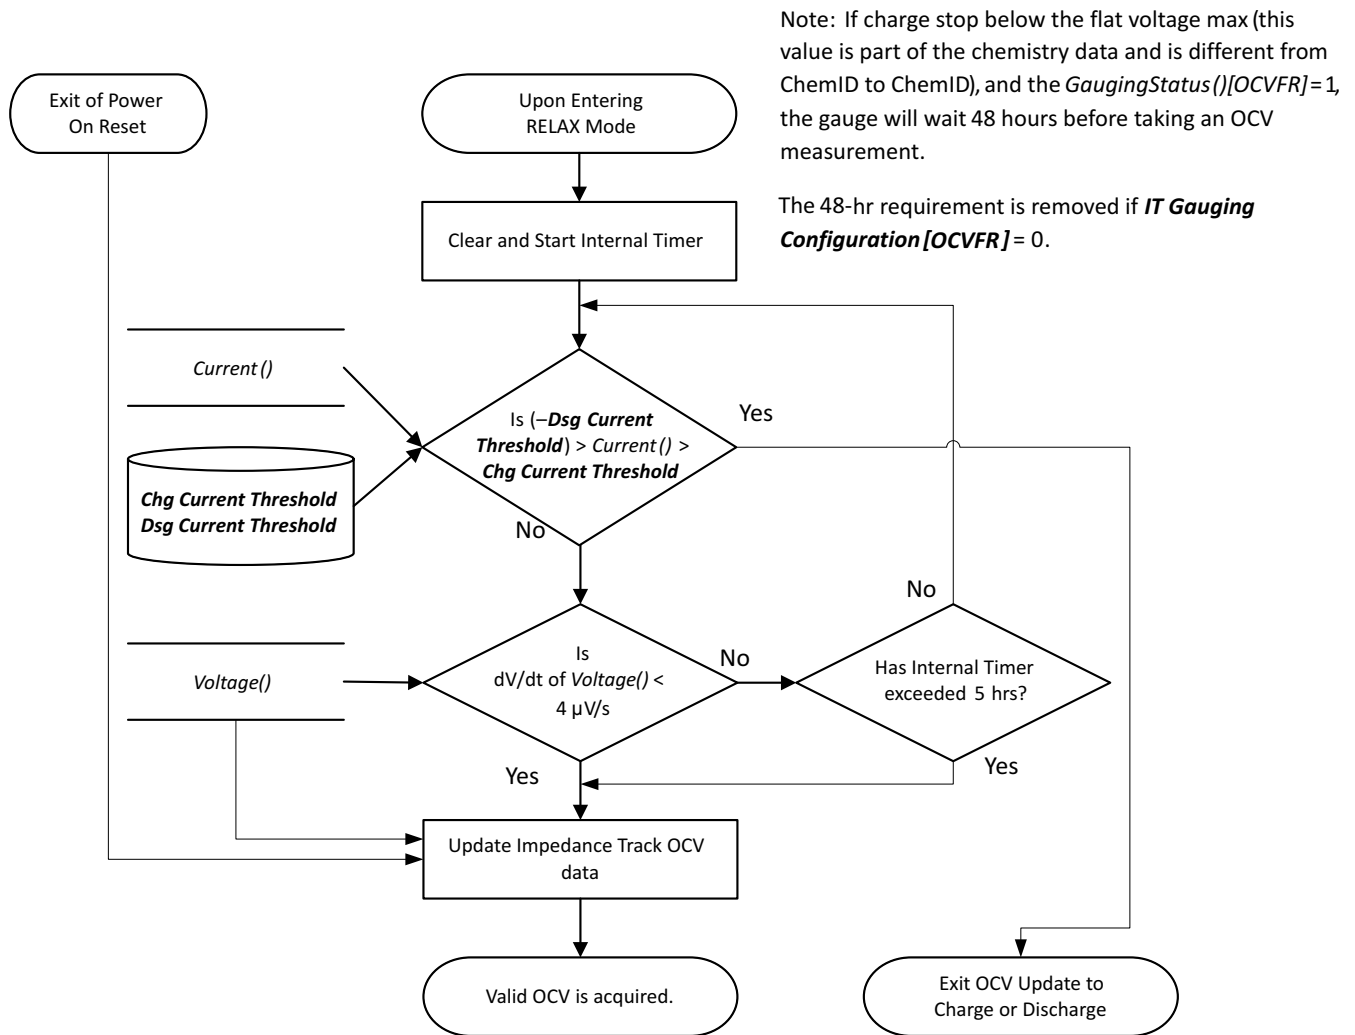 Note: If charge stop below the flat voltage max (this
value is part of the chemistry data and is different from
ChemID to ChemID), and the GaugingStatus()[OCVFR] = 1,
the gauge will wait 48 hours before taking an OCV
measurement.
The 48-hr requirement is removed if IT Gauging
Configuration[OCVFR] = 0.
Exit of Power
On Reset
Upon Entering
RELAX Mode
Clear and Start Internal Timer
Current()
Chg Current Threshold
Dsg Current Threshold
Is (–Dsg Current
Threshold) > Current() >
Chg Current Threshold
Yes
No
Voltage()
Is
dV/dt of Voltage() <
4 µV/s
No
Yes
No
Has Internal Timer
exceeded 5 hrs?
Yes
Update Impedance Track OCV
data
Valid OCV is acquired.
Exit OCV Update to
Charge or Discharge